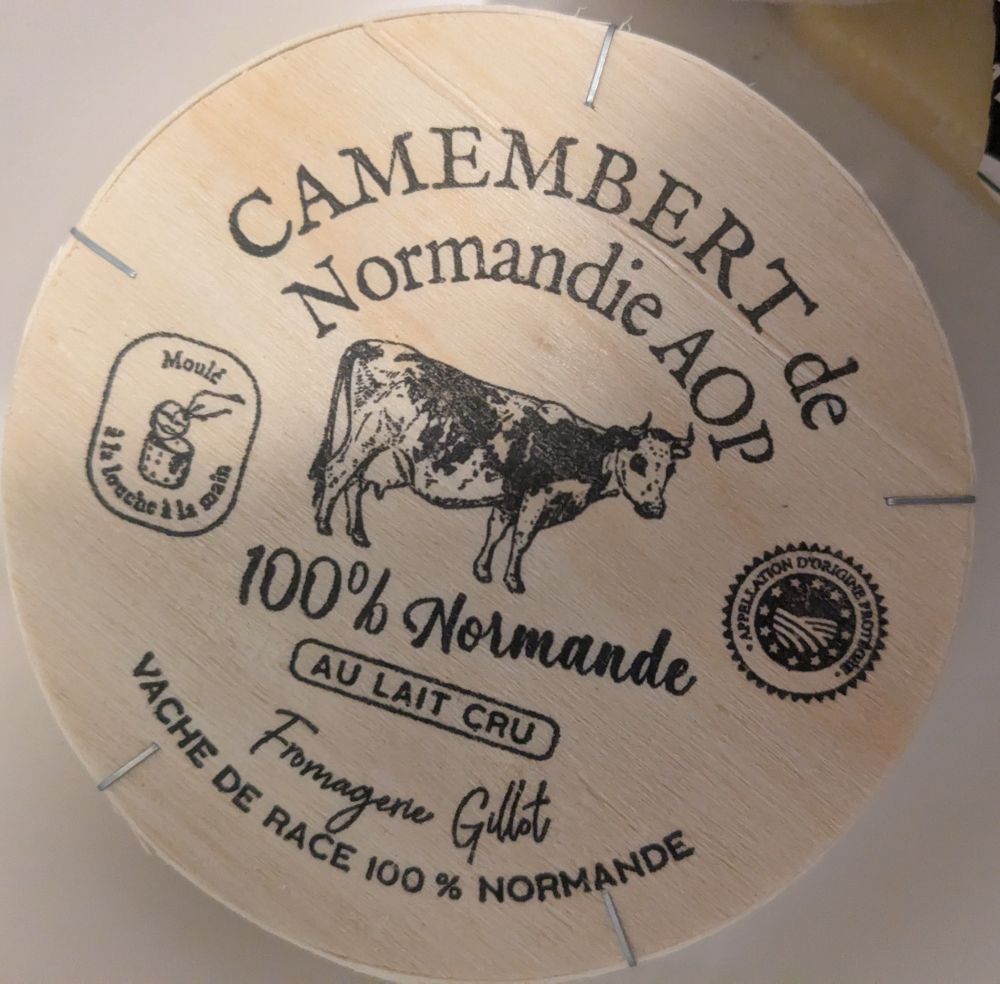 CAMEMBERT de
Normandie AOP
Moulé
à la louche à la main
100% Normande
APPELLATION D'ORIGINE PROTÉGÉE
AU LAIT CRU
Fromagerie Gillot
VACHE DE RACE 100 % NORMANDE